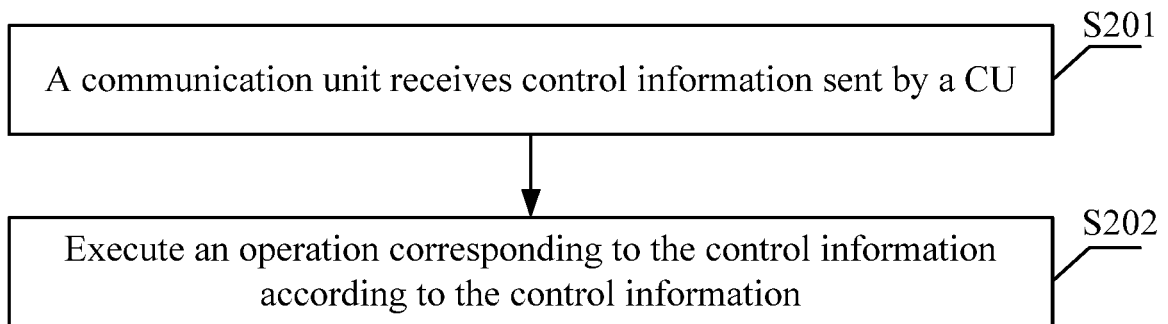 S201
A communication unit receives control information sent by a CU
S202
Execute an operation corresponding to the control information
according to the control information